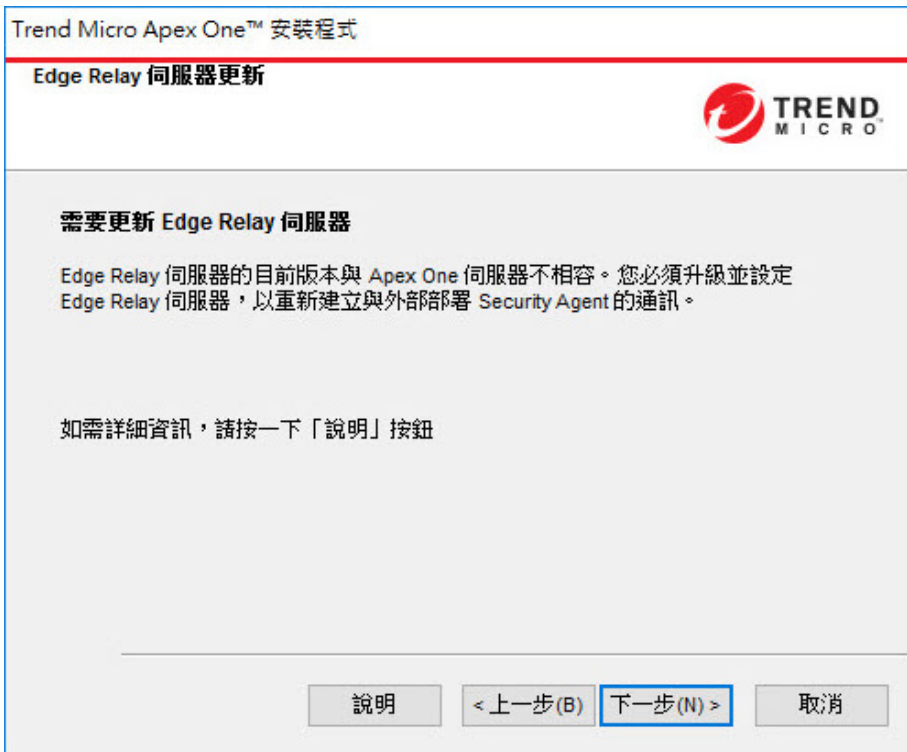 Trend Micro Apex One™ 安裝程式
Edge Relay 伺服器更新
TREND
MICRO™
需要更新 Edge Relay 伺服器
Edge Relay 伺服器的目前版本與 Apex One 伺服器不相容。您必須升級並設定
Edge Relay 伺服器，以重新建立與外部部署 Security Agent 的通訊。
如需詳細資訊，請按一下「說明」按鈕
說明
< 上一步(B)
下一步(N) >
取消